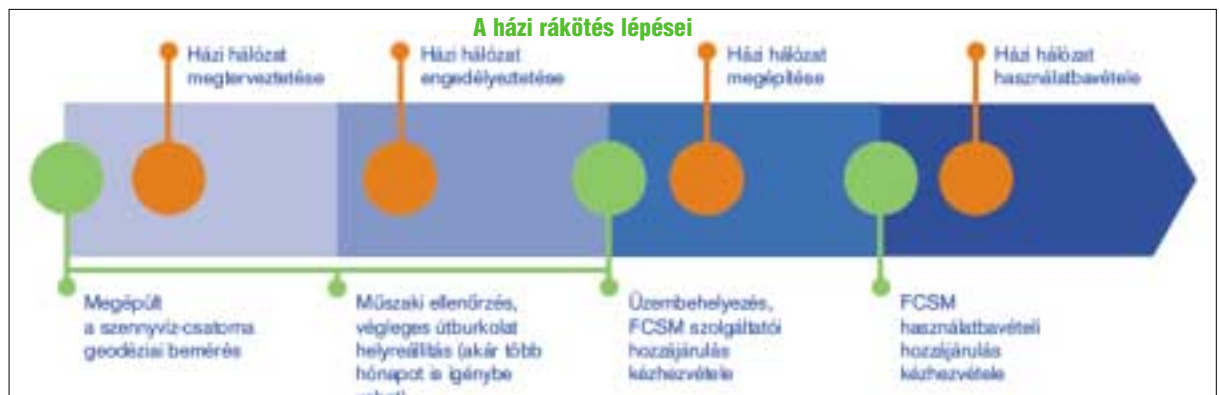 A házi rákötés lépései
Házi hálózat
megterveztetése
Házi hálózat
engedélyeztetése
Házi hálózat
megépítése
Házi hálózat
használatbavétele
Megépült
a szennyvíz-csatorna
geodéziai bemérés
Műszaki ellenőrzés,
végleges útburkolat
helyreállítás (akár több
hónapot is igénybe
Üzembehelyezés,
FCSM szolgáltatói
hozzájárulás
kézhezvétele
FCSM
használatbavételi
hozzájárulás
kézhezvétele